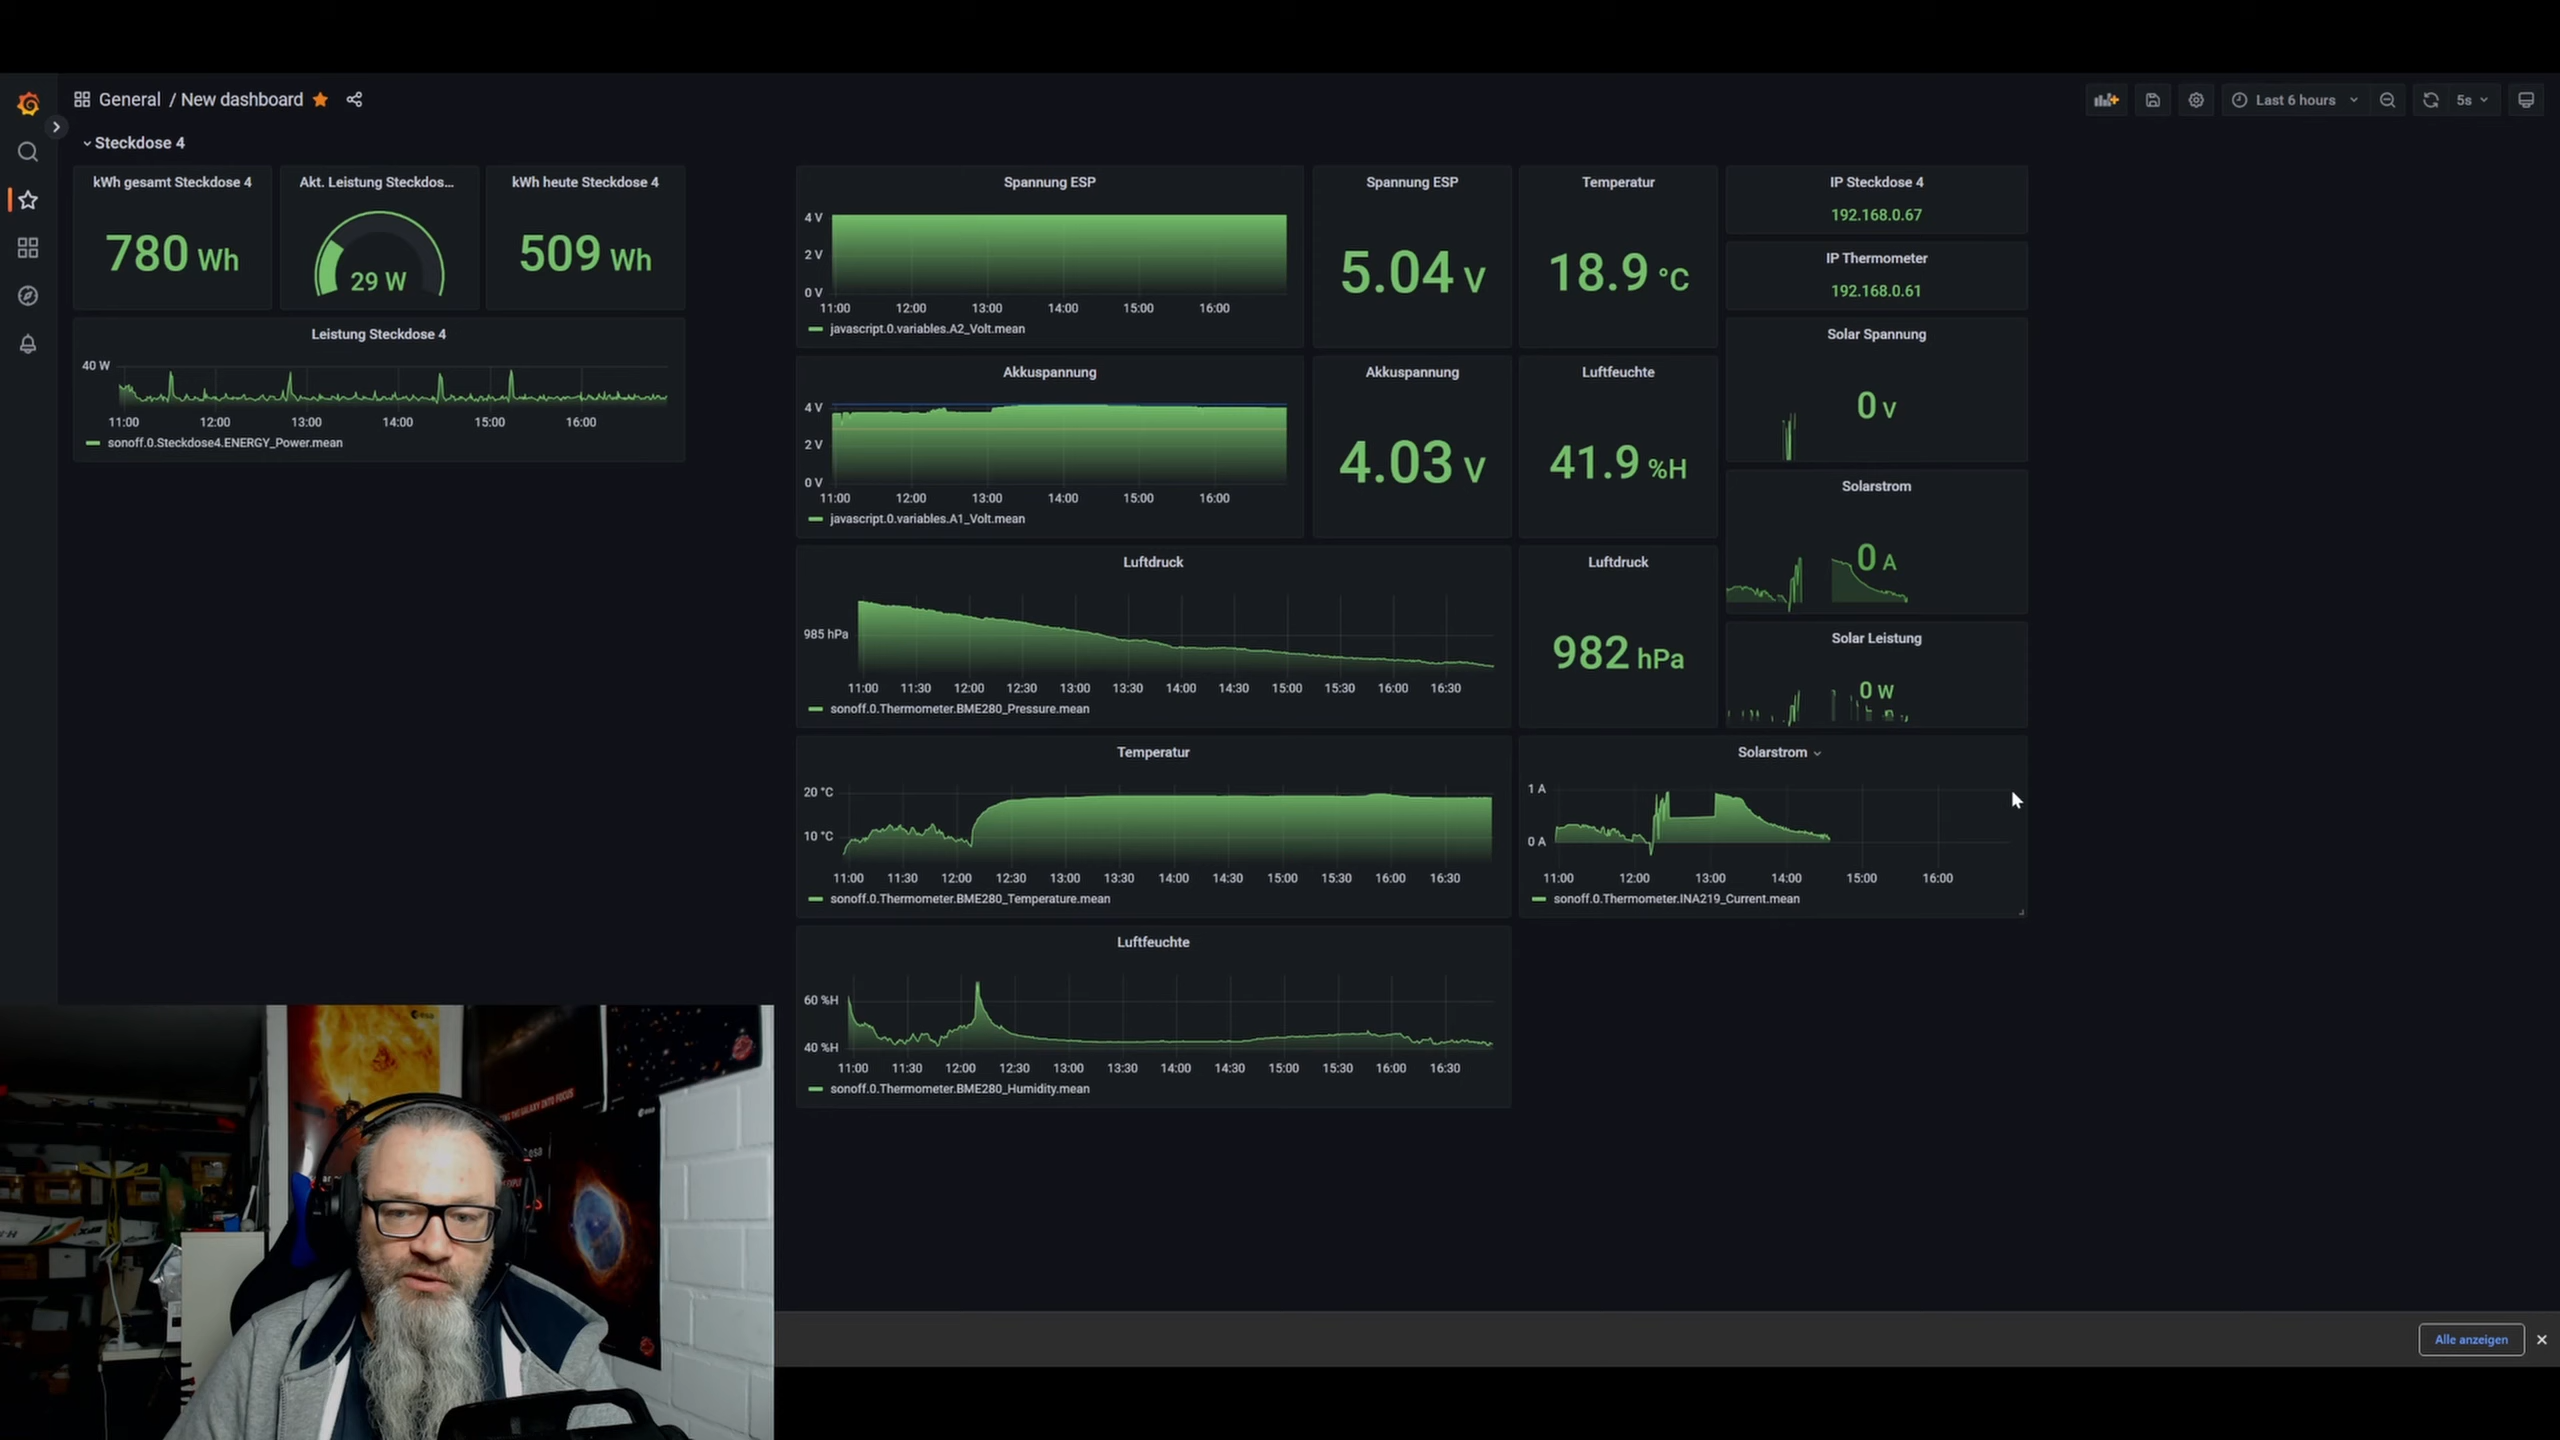 General / New dashboard
Last 6 hours
5s
Steckdose 4
kWh gesamt Steckdose 4
780 Wh
Akt. Leistung Steckdos...
29 W
kWh heute Steckdose 4
509 Wh
Leistung Steckdose 4
40 W
11:00 12:00 13:00 14:00 15:00 16:00
sonoff.0.Steckdose4.ENERGY_Power.mean
Spannung ESP
4 V
2 V
0 V
11:00 12:00 13:00 14:00 15:00 16:00
javascript.0.variables.A2_Volt.mean
Spannung ESP
5.04 V
Temperatur
18.9 °C
IP Steckdose 4
192.168.0.67
IP Thermometer
192.168.0.61
Akkuspannung
4 V
2 V
0 V
11:00 12:00 13:00 14:00 15:00 16:00
javascript.0.variables.A1_Volt.mean
Akkuspannung
4.03 V
Luftfeuchte
41.9 %H
Solar Spannung
0 V
Solarstrom
0 A
Luftdruck
985 hPa
11:00 11:30 12:00 12:30 13:00 13:30 14:00 14:30 15:00 15:30 16:00 16:30
sonoff.0.Thermometer.BME280_Pressure.mean
Luftdruck
982 hPa
Solar Leistung
0 W
Temperatur
20 °C
10 °C
11:00 11:30 12:00 12:30 13:00 13:30 14:00 14:30 15:00 15:30 16:00 16:30
sonoff.0.Thermometer.BME280_Temperature.mean
Solarstrom
1 A
0 A
11:00 12:00 13:00 14:00 15:00 16:00
sonoff.0.Thermometer.INA219_Current.mean
Luftfeuchte
60 %H
40 %H
11:00 11:30 12:00 12:30 13:00 13:30 14:00 14:30 15:00 15:30 16:00 16:30
sonoff.0.Thermometer.BME280_Humidity.mean
esa
THE GALAXY INTO FOCUS
esa
esa
Alle anzeigen